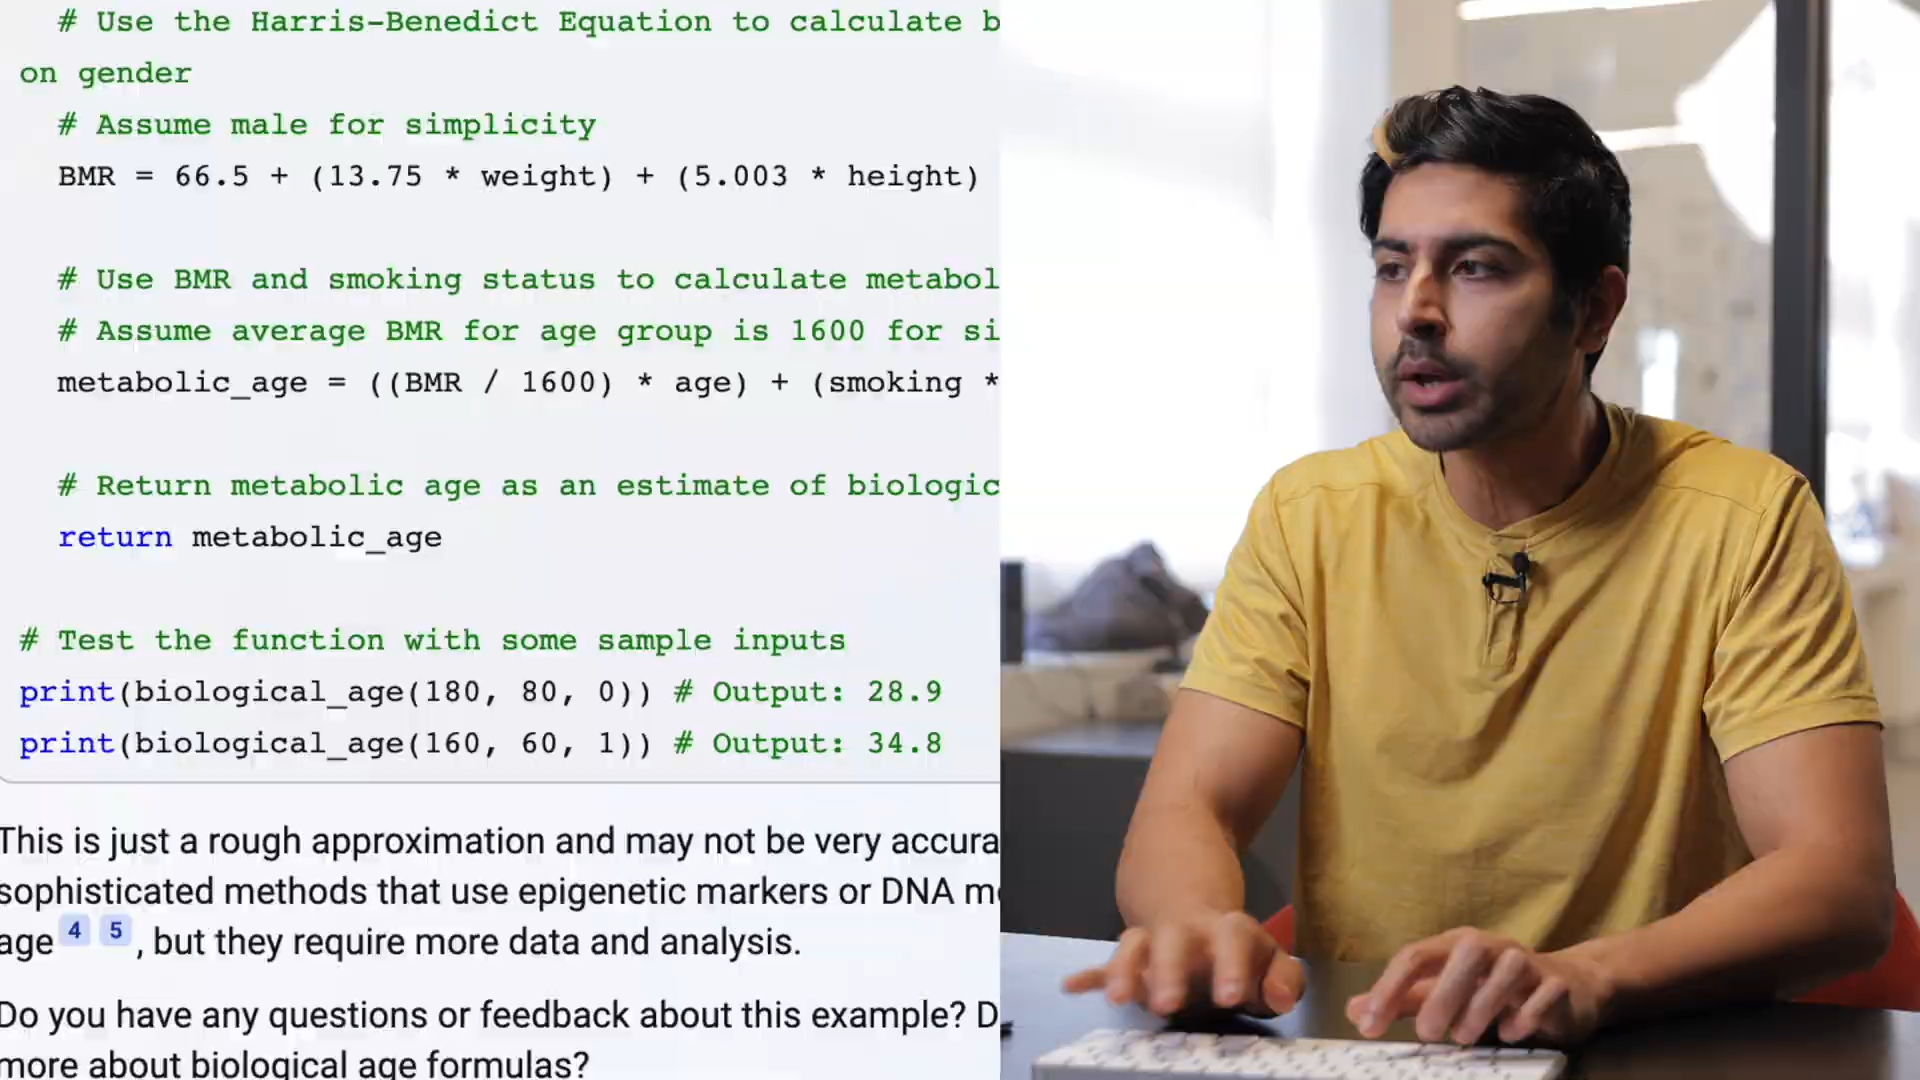 # Use the Harris-Benedict Equation to calculate b
on gender
# Assume male for simplicity
BMR = 66.5 + (13.75 * weight) + (5.003 * height)
# Use BMR and smoking status to calculate metabol
# Assume average BMR for age group is 1600 for si
metabolic_age = ((BMR / 1600) * age) + (smoking *
# Return metabolic age as an estimate of biologic
return metabolic_age
# Test the function with some sample inputs
print(biological_age(180, 80, 0)) # Output: 28.9
print(biological_age(160, 60, 1)) # Output: 34.8
This is just a rough approximation and may not be very accura
sophisticated methods that use epigenetic markers or DNA m
age 4 5 , but they require more data and analysis.
Do you have any questions or feedback about this example? D
more about biological age formulas?